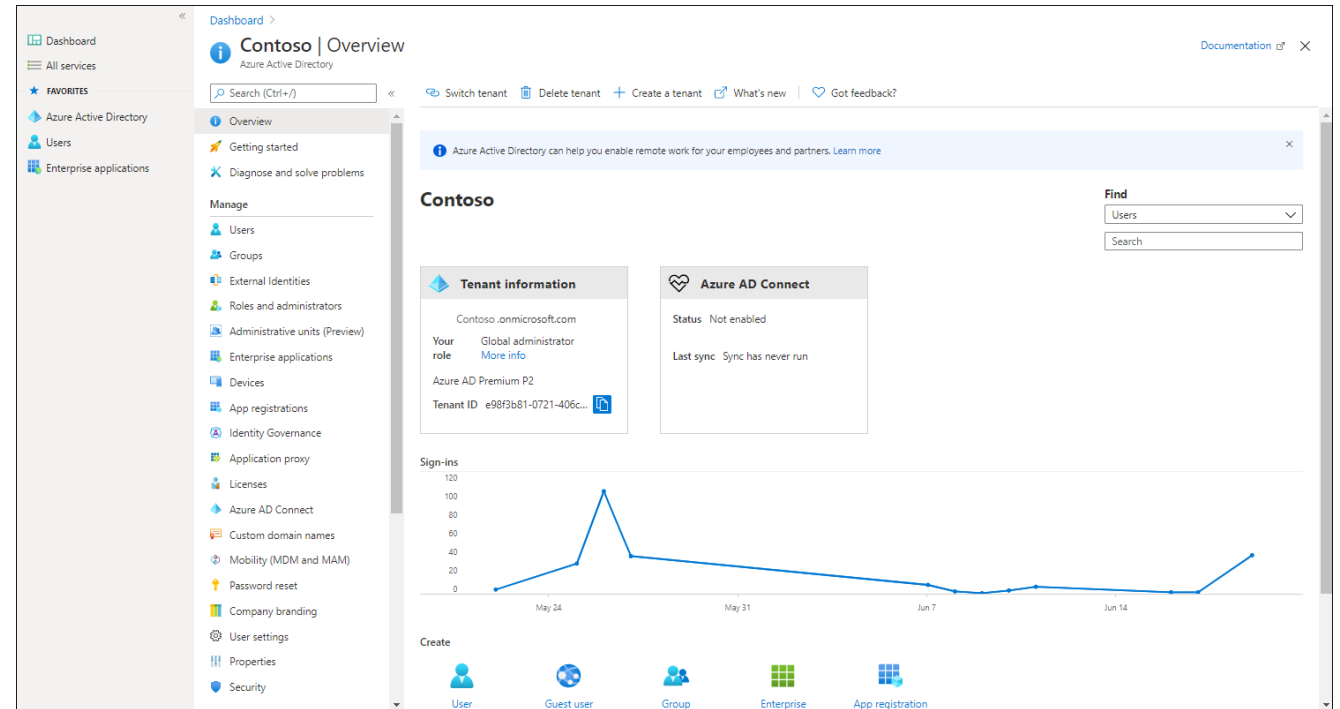 «
Dashboard
All services
FAVORITES
Azure Active Directory
Users
Enterprise applications
Dashboard >
Contoso | Overview
Azure Active Directory
Documentation
Search (Ctrl+/)
«
Overview
Getting started
Diagnose and solve problems
Manage
Users
Groups
External Identities
Roles and administrators
Administrative units (Preview)
Enterprise applications
Devices
App registrations
Identity Governance
Application proxy
Licenses
Azure AD Connect
Custom domain names
Mobility (MDM and MAM)
Password reset
Company branding
User settings
Properties
Security
Switch tenant Delete tenant Create a tenant What's new Got feedback?
Azure Active Directory can help you enable remote work for your employees and partners. Learn more
Contoso
Find
Users
Search
Tenant information
Contoso .onmicrosoft.com
Your role Global administrator
More info
Azure AD Premium P2
Tenant ID e98f3b81-0721-406c...
Azure AD Connect
Status Not enabled
Last sync Sync has never run
Sign-ins
120
100
80
60
40
20
0
May 24 May 31 Jun 7 Jun 14
Create
User Guest user Group Enterprise App registration